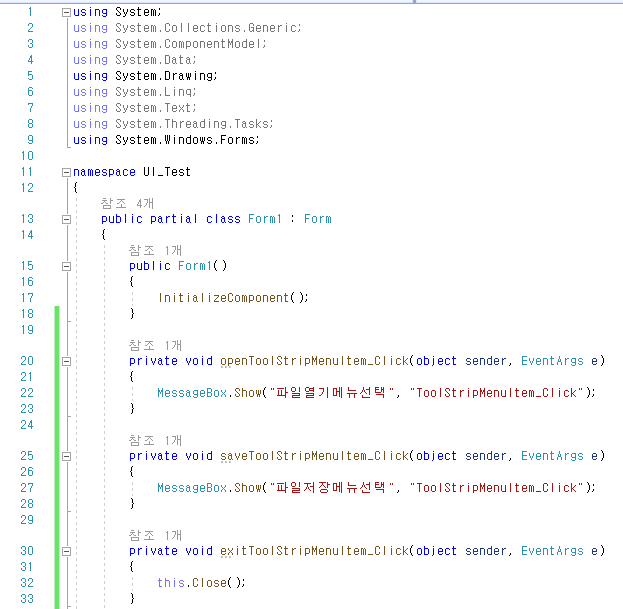 1 using System;
2 using System.Collections.Generic;
3 using System.ComponentModel;
4 using System.Data;
5 using System.Drawing;
6 using System.Linq;
7 using System.Text;
8 using System.Threading.Tasks;
9 using System.Windows.Forms;
10
11 namespace UI_Test
12 {
참조 4개
13 public partial class Form1 : Form
14 {
참조 1개
15 public Form1()
16 {
17 InitializeComponent();
18 }
19
참조 1개
20 private void openToolStripMenuItem_Click(object sender, EventArgs e)
21 {
22 MessageBox.Show("파일열기메뉴선택", "ToolStripMenuItem_Click");
23 }
24
참조 1개
25 private void saveToolStripMenuItem_Click(object sender, EventArgs e)
26 {
27 MessageBox.Show("파일저장메뉴선택", "ToolStripMenuItem_Click");
28 }
29
참조 1개
30 private void exitToolStripMenuItem_Click(object sender, EventArgs e)
31 {
32 this.Close();
33 }